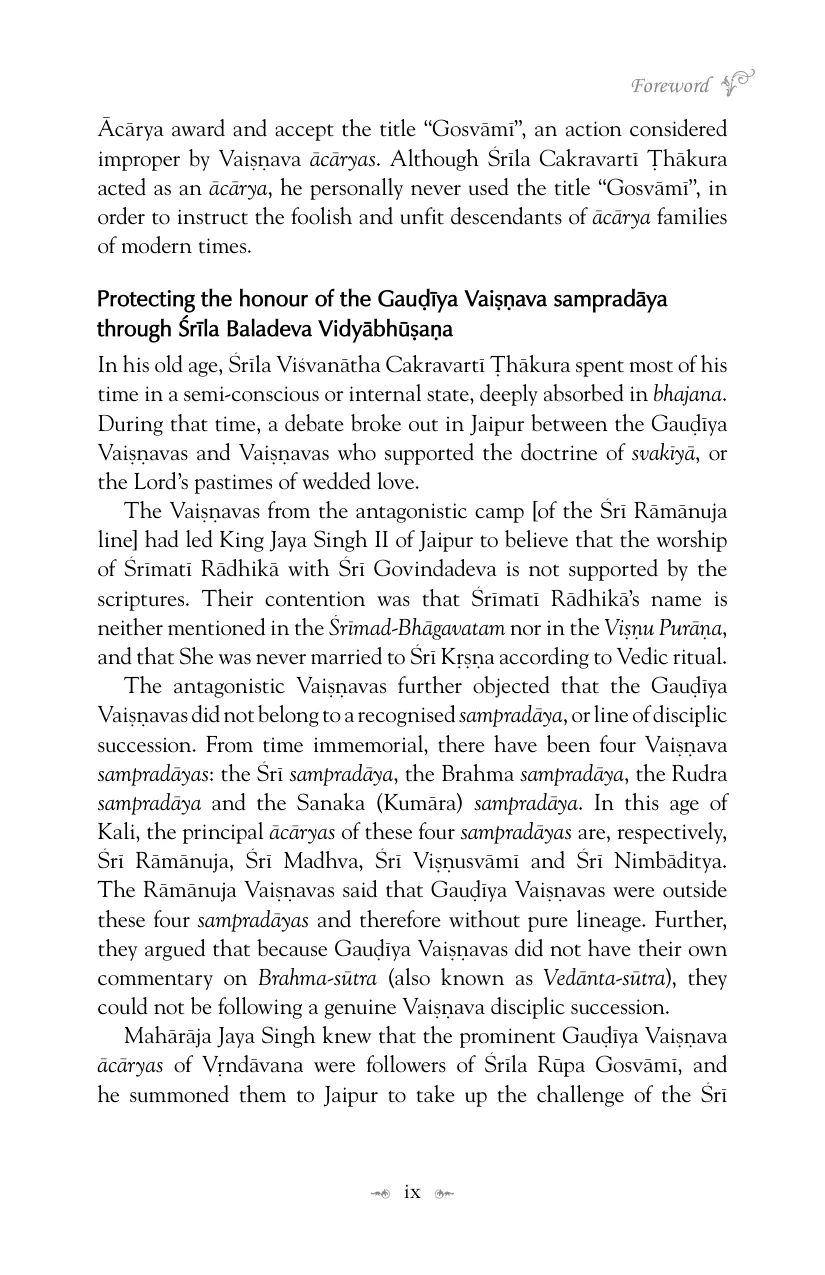 Foreword
Ācārya award and accept the title “Gosvāmī”, an action considered
improper by Vaiṣṇava ācāryas. Although Śrīla Cakravartī Ṭhākura
acted as an ācārya, he personally never used the title “Gosvāmī”, in
order to instruct the foolish and unfit descendants of ācārya families
of modern times.
Protecting the honour of the Gauḍīya Vaiṣṇava sampradāya
through Śrīla Baladeva Vidyābhūṣaṇa
In his old age, Śrīla Viśvanātha Cakravartī Ṭhākura spent most of his
time in a semi-conscious or internal state, deeply absorbed in bhajana.
During that time, a debate broke out in Jaipur between the Gauḍīya
Vaiṣṇavas and Vaiṣṇavas who supported the doctrine of svakīyā, or
the Lord’s pastimes of wedded love.
The Vaiṣṇavas from the antagonistic camp [of the Śrī Rāmānuja
line] had led King Jaya Singh II of Jaipur to believe that the worship
of Śrīmatī Rādhikā with Śrī Govindadeva is not supported by the
scriptures. Their contention was that Śrīmatī Rādhikā’s name is
neither mentioned in the Śrīmad-Bhāgavatam nor in the Viṣṇu Purāṇa,
and that She was never married to Śrī Kṛṣṇa according to Vedic ritual.
The antagonistic Vaiṣṇavas further objected that the Gauḍīya
Vaiṣṇavas did not belong to a recognised sampradāya, or line of disciplic
succession. From time immemorial, there have been four Vaiṣṇava
sampradāyas: the Śrī sampradāya, the Brahma sampradāya, the Rudra
sampradāya and the Sanaka (Kumāra) sampradāya. In this age of
Kali, the principal ācāryas of these four sampradāyas are, respectively,
Śrī Rāmānuja, Śrī Madhva, Śrī Viṣṇusvāmī and Śrī Nimbāditya.
The Rāmānuja Vaiṣṇavas said that Gauḍīya Vaiṣṇavas were outside
these four sampradāyas and therefore without pure lineage. Further,
they argued that because Gauḍīya Vaiṣṇavas did not have their own
commentary on Brahma-sūtra (also known as Vedānta-sūtra), they
could not be following a genuine Vaiṣṇava disciplic succession.
Mahārāja Jaya Singh knew that the prominent Gauḍīya Vaiṣṇava
ācāryas of Vṛndāvana were followers of Śrīla Rūpa Gosvāmī, and
he summoned them to Jaipur to take up the challenge of the Śrī
ix